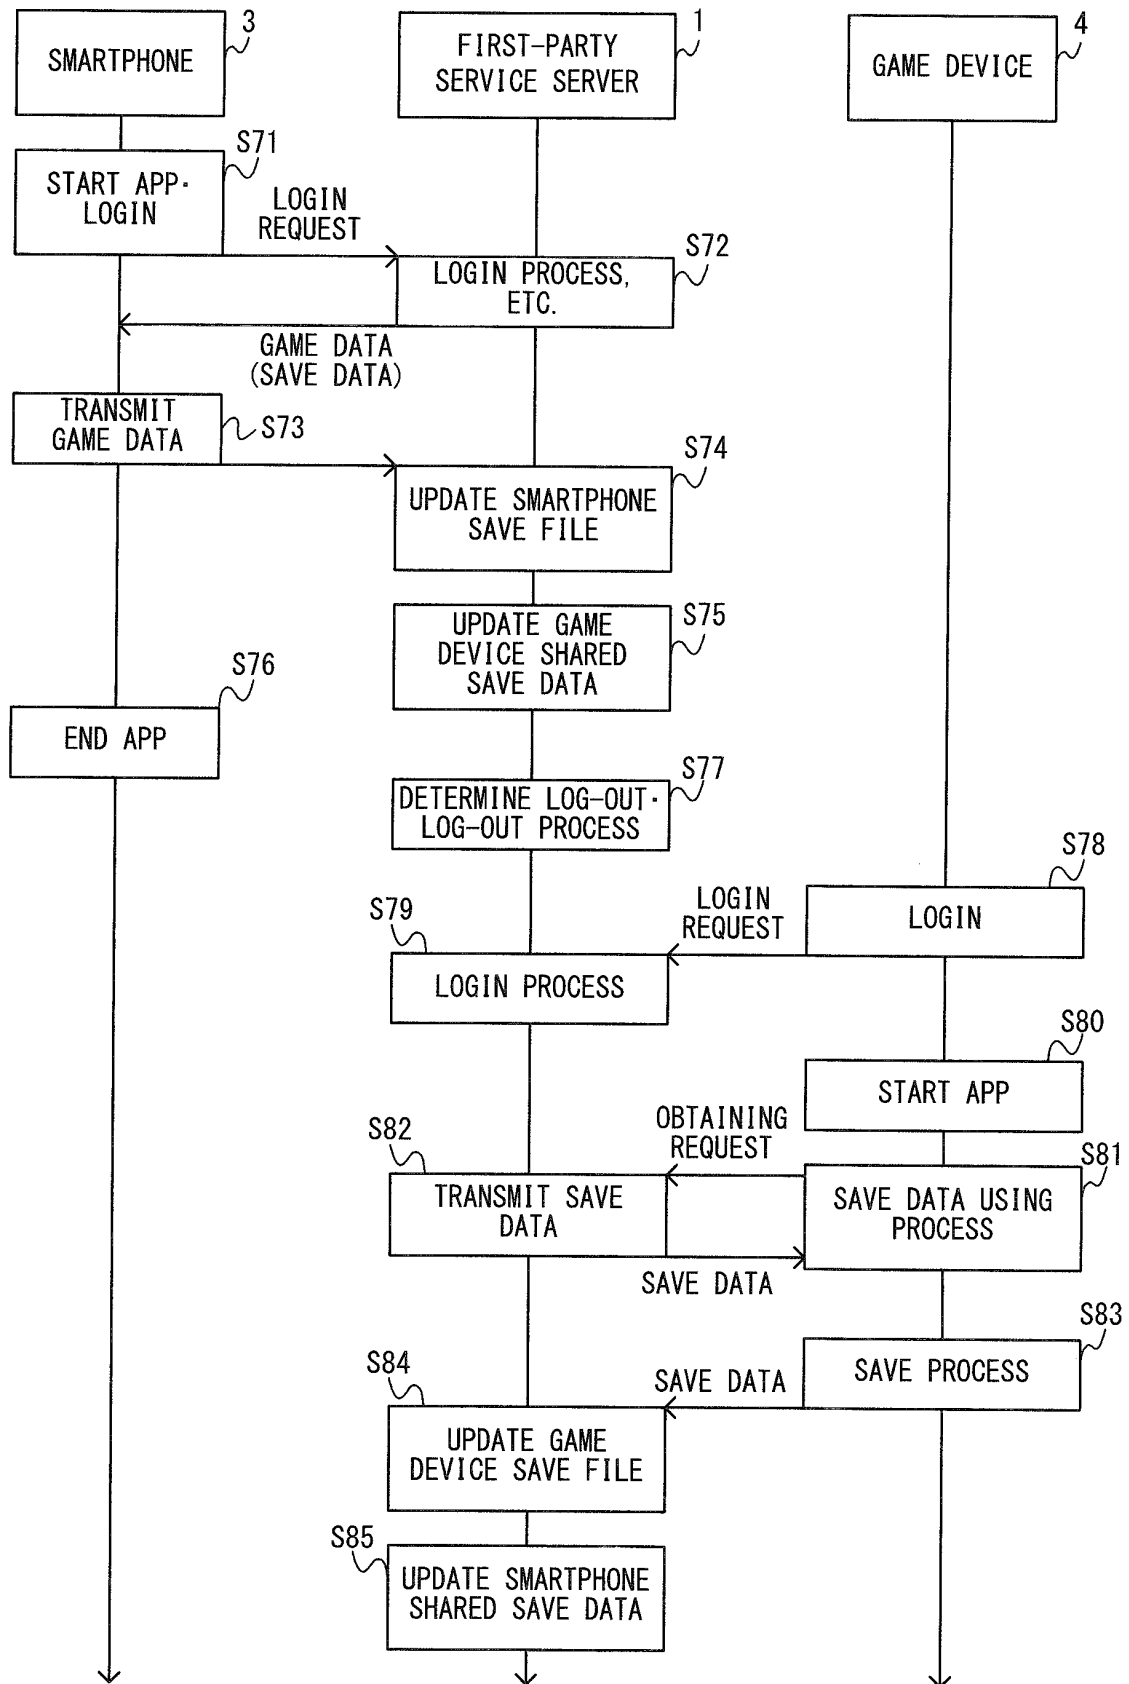 3
SMARTPHONE
1
FIRST-PARTY
SERVICE SERVER
4
GAME DEVICE
S71
START APP·
LOGIN
LOGIN
REQUEST
S72
LOGIN PROCESS,
ETC.
GAME DATA
(SAVE DATA)
TRANSMIT
GAME DATA
S73
S74
UPDATE SMARTPHONE
SAVE FILE
S75
UPDATE GAME
DEVICE SHARED
SAVE DATA
S76
END APP
S77
DETERMINE LOG-OUT·
LOG-OUT PROCESS
S78
LOGIN
LOGIN
REQUEST
S79
LOGIN PROCESS
S80
START APP
OBTAINING
REQUEST
S81
SAVE DATA USING
PROCESS
S82
TRANSMIT SAVE
DATA
SAVE DATA
S83
SAVE PROCESS
SAVE DATA
S84
UPDATE GAME
DEVICE SAVE FILE
S85
UPDATE SMARTPHONE
SHARED SAVE DATA